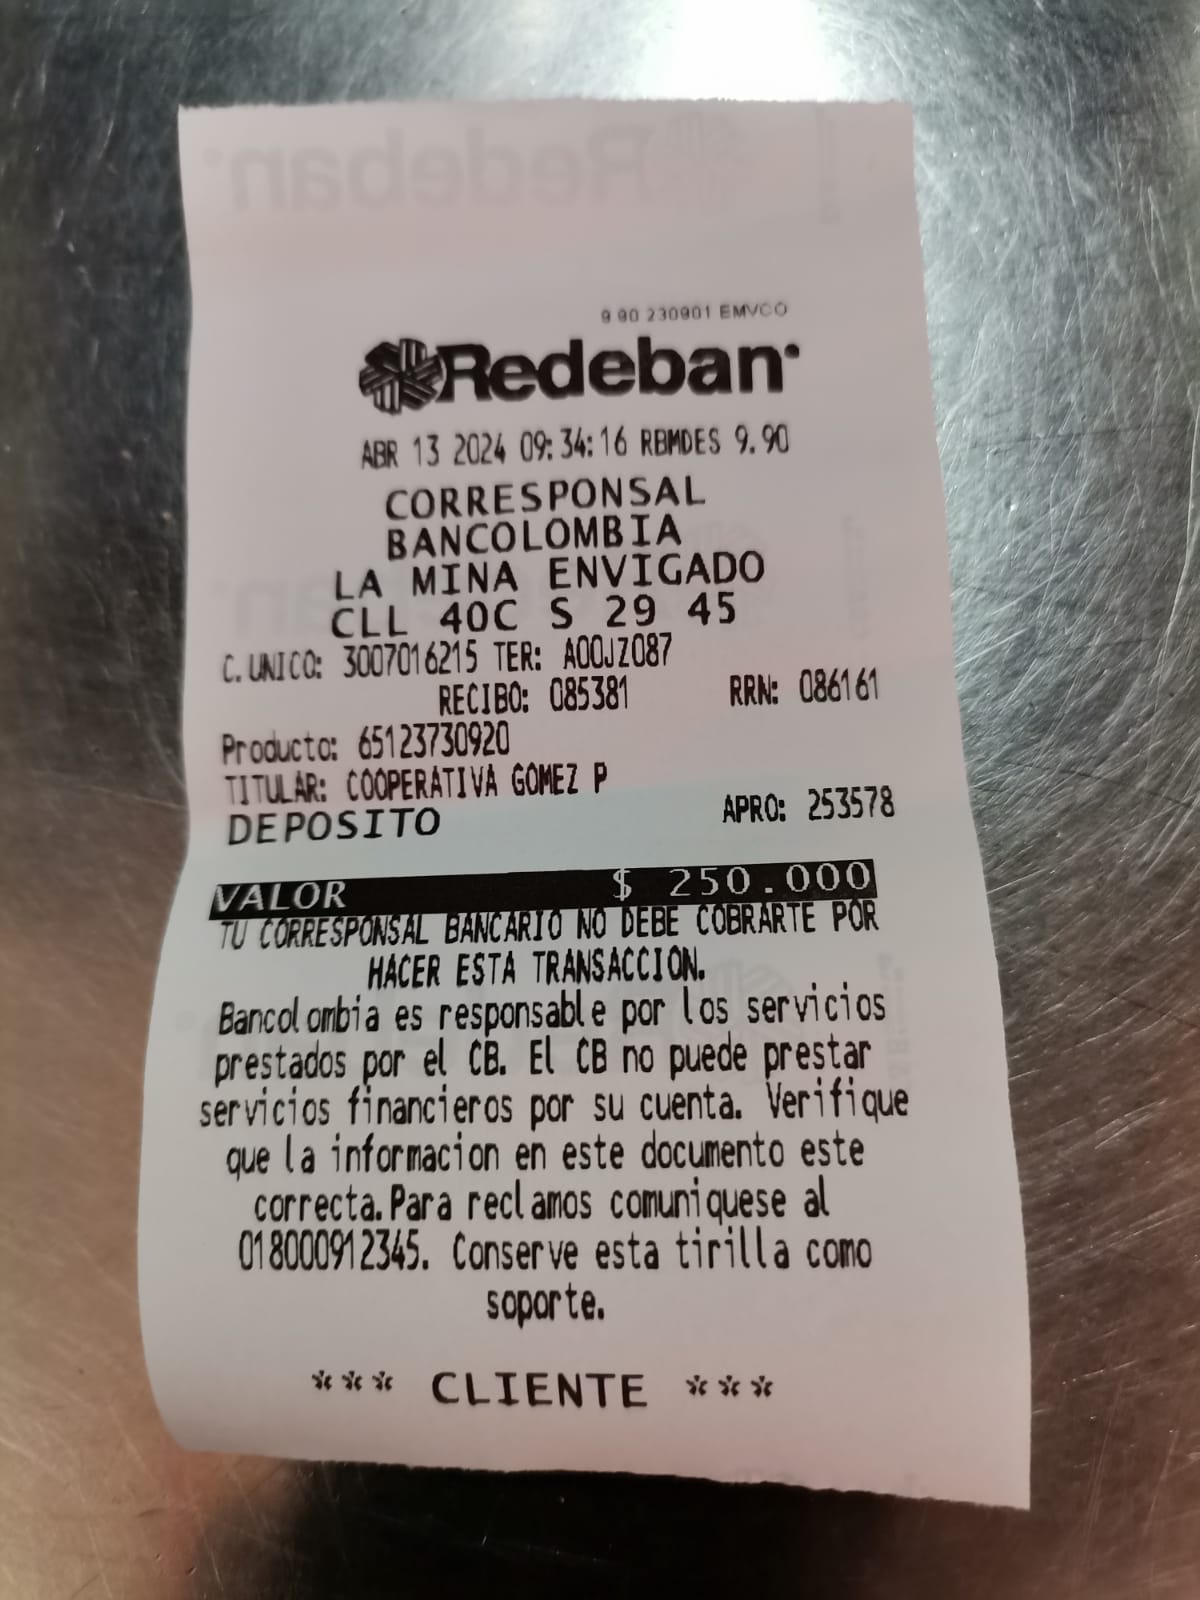 9 90 230901 EMVCO
Redeban
ABR 13 2024 09:34:16 RBMDES 9.90
CORRESPONSAL
BANCOLOMBIA
LA MINA ENVIGADO
CLL 40C S 29 45
C. UNICO: 3007016215 TER: A00JZ087
RECIBO: 085381 RRN: 086161
Producto: 65123730920
TITULAR: COOPERATIVA GOMEZ P
DEPOSITO APRO: 253578
VALOR $ 250.000
TU CORRESPONSAL BANCARIO NO DEBE COBRARTE POR
HACER ESTA TRANSACCION.
Bancolombia es responsable por los servicios
prestados por el CB. El CB no puede prestar
servicios financieros por su cuenta. Verifique
que la informacion en este documento este
correcta.Para reclamos comuniquese al
018000912345. Conserve esta tirilla como
soporte.
*** CLIENTE ***